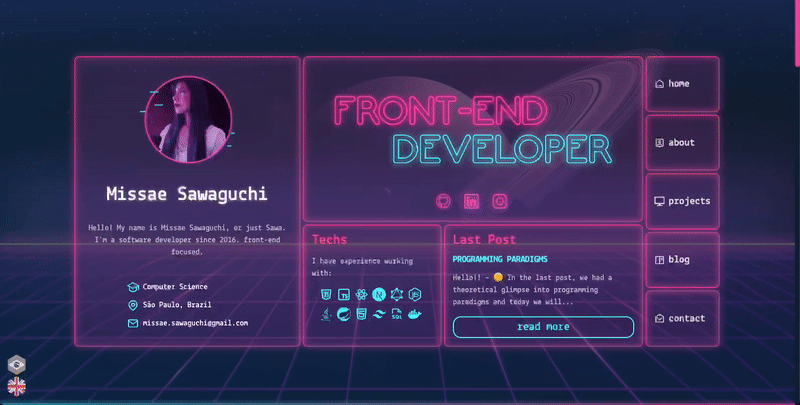 Missae Sawaguchi
Hello! My name is Missae Sawaguchi, or just Sawa.
I'm a software developer since 2016, front-end
focused.
Computer Science
São Paulo, Brazil
missae.sawaguchi@gmail.com
FRONT-END
DEVELOPER
Techs
I have experience working
with:
TS
JS
SQL
Last Post
PROGRAMMING PARADIGMS
Hello!! - 😊 In the last post, we had a
theoretical glimpse into programming
paradigms and today we will...
read more
home
about
projects
blog
contact